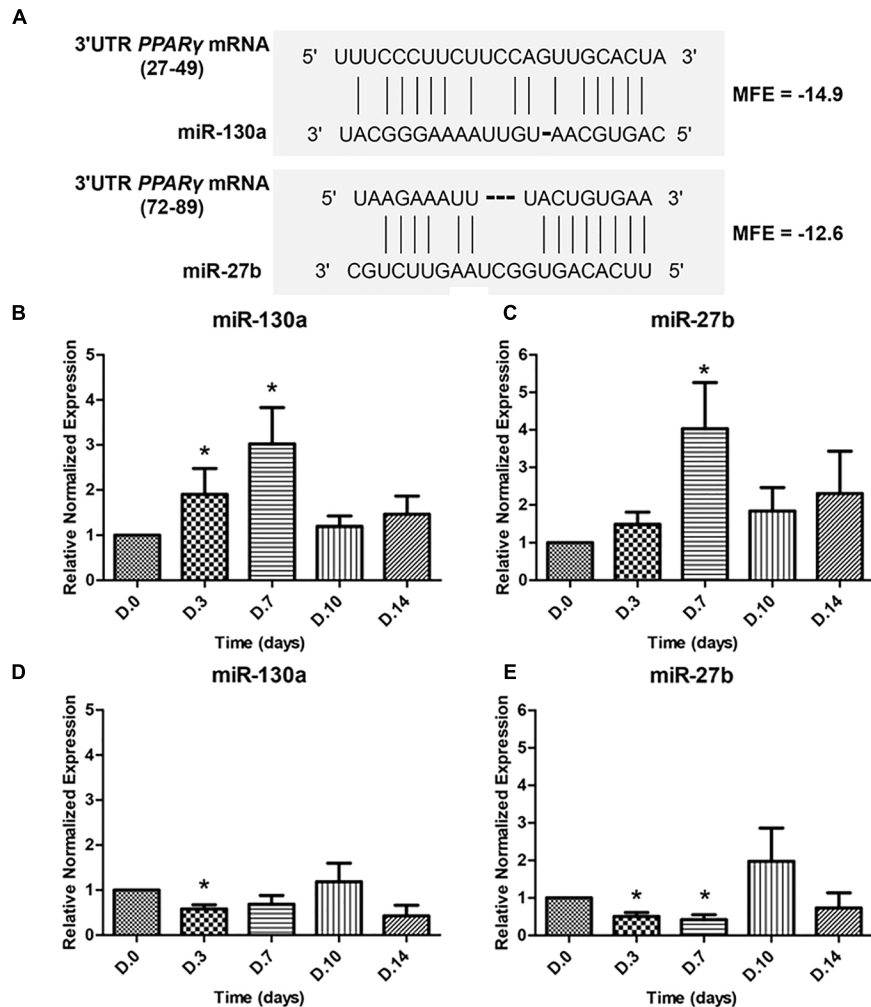 A
3'UTR PPARγ mRNA
(27-49)
5' UUUCCCUUCUUCCAGUUGCACUA 3'
MFE = -14.9
miR-130a
3' UACGGGAAAAUUGU-AACGUGAC 5'
3'UTR PPARγ mRNA
(72-89)
5' UAAGAAAUU --- UACUGUGAA 3'
MFE = -12.6
miR-27b
3' CGUCUUGAAUCGGUGACACUU 5'
B
miR-130a
Relative Normalized Expression
5
4
3
2
1
0
*
*
D.0
D.3
D.7
D.10
D.14
Time (days)
C
miR-27b
Relative Normalized Expression
6
5
4
3
2
1
0
*
D.0
D.3
D.7
D.10
D.14
Time (days)
D
miR-130a
Relative Normalized Expression
5
4
3
2
1
0
*
D.0
D.3
D.7
D.10
D.14
Time (days)
E
miR-27b
Relative Normalized Expression
6
5
4
3
2
1
0
*
*
D.0
D.3
D.7
D.10
D.14
Time (days)